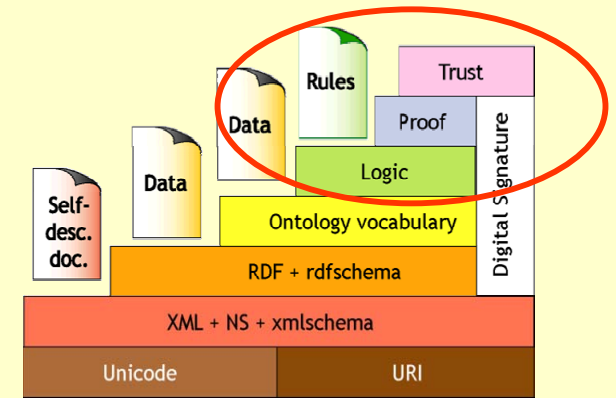 Rules
Trust
Data
Proof
Digital Signature
Logic
Data
Self-
desc.
doc.
Ontology vocabulary
RDF + rdfschema
XML + NS + xmlschema
Unicode
URI